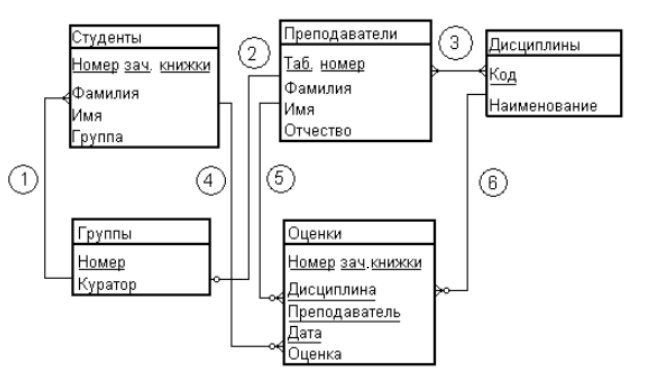 Студенты
Номер зач. книжки
Фамилия
Имя
Группа
2
Преподаватели
Таб. номер
Фамилия
Имя
Отчество
3
Дисциплины
Код
Наименование
1
4
5
6
Группы
Номер
Куратор
Оценки
Номер зач.книжки
Дисциплина
Преподаватель
Дата
Оценка